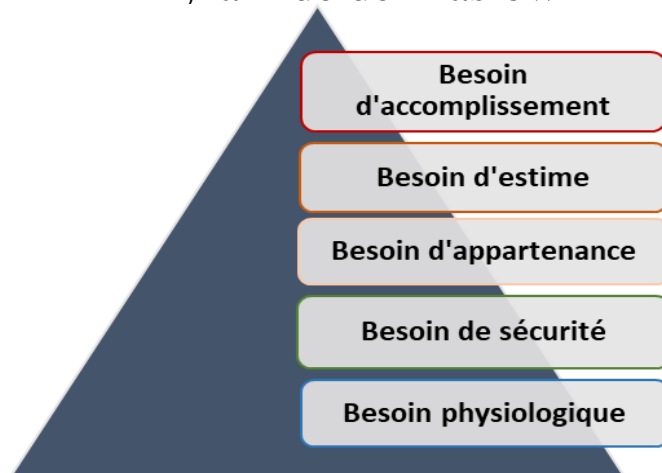 Besoin
d'accomplissement
Besoin d'estime
Besoin d'appartenance
Besoin de sécurité
Besoin physiologique